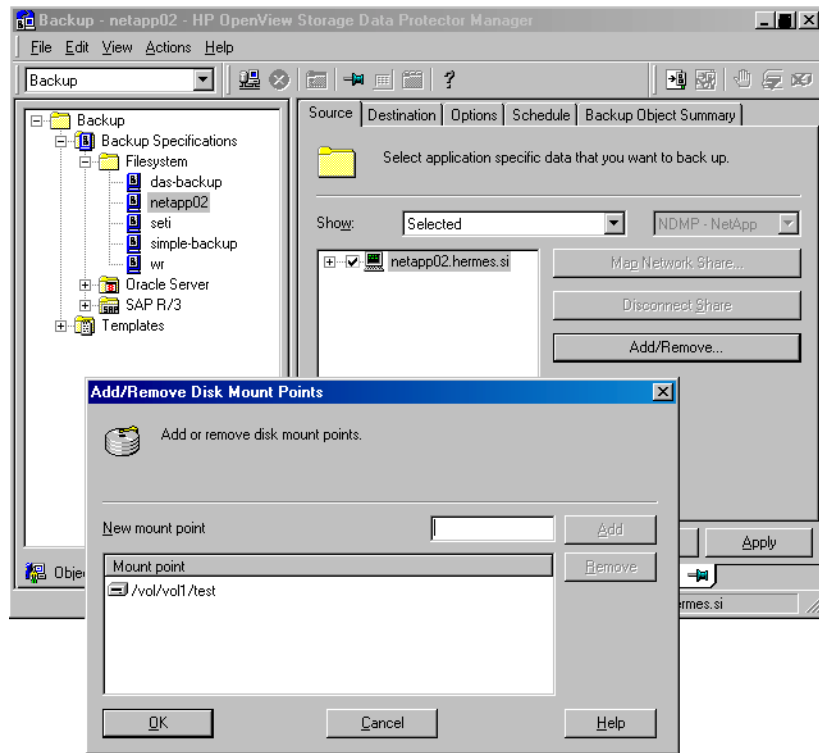 Backup - netapp02 - HP OpenView Storage Data Protector Manager
File Edit View Actions Help
Backup
Source Destination Options Schedule Backup Object Summary
Backup
Backup Specifications
Filesystem
das-backup
netapp02
seti
simple-backup
wr
Oracle Server
SAP R/3
Templates
Select application specific data that you want to back up.
Show: Selected NDMP - NetApp
netapp02.hermes.si
Map Network Share...
Disconnect Share
Add/Remove...
Add/Remove Disk Mount Points
Add or remove disk mount points.
New mount point Add
Mount point Remove
/vol/vol1/test
OK Cancel Help
Apply
Obje
ermes.si